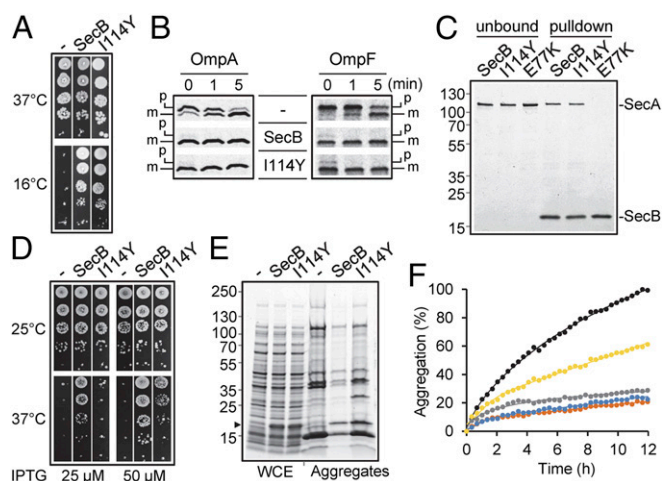 A
- SecB I114Y
37°C
16°C
B
OmpA OmpF
0 1 5 0 1 5 (min)
p - p
m m
p SecB p
m m
p I114Y p
m m
C
unbound pulldown
SecB I114Y E77K SecB I114Y E77K
130 -SecA
100
70
55
35
25
15 -SecB
D
- SecB I114Y - SecB I114Y
25°C
37°C
IPTG 25 µM 50 µM
E
- SecB I114Y - SecB I114Y
250
130
100
70
55
35
25
15
WCE Aggregates
F
Aggregation (%)
100
80
60
40
20
0
0 2 4 6 8 10 12
Time (h)